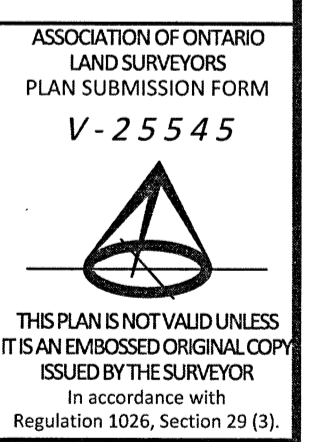 ASSOCIATION OF ONTARIO
LAND SURVEYORS
PLAN SUBMISSION FORM
V-25545
THIS PLAN IS NOT VALID UNLESS
IT IS AN EMBOSSED ORIGINAL COPY
ISSUED BY THE SURVEYOR
In accordance with
Regulation 1026, Section 29 (3).